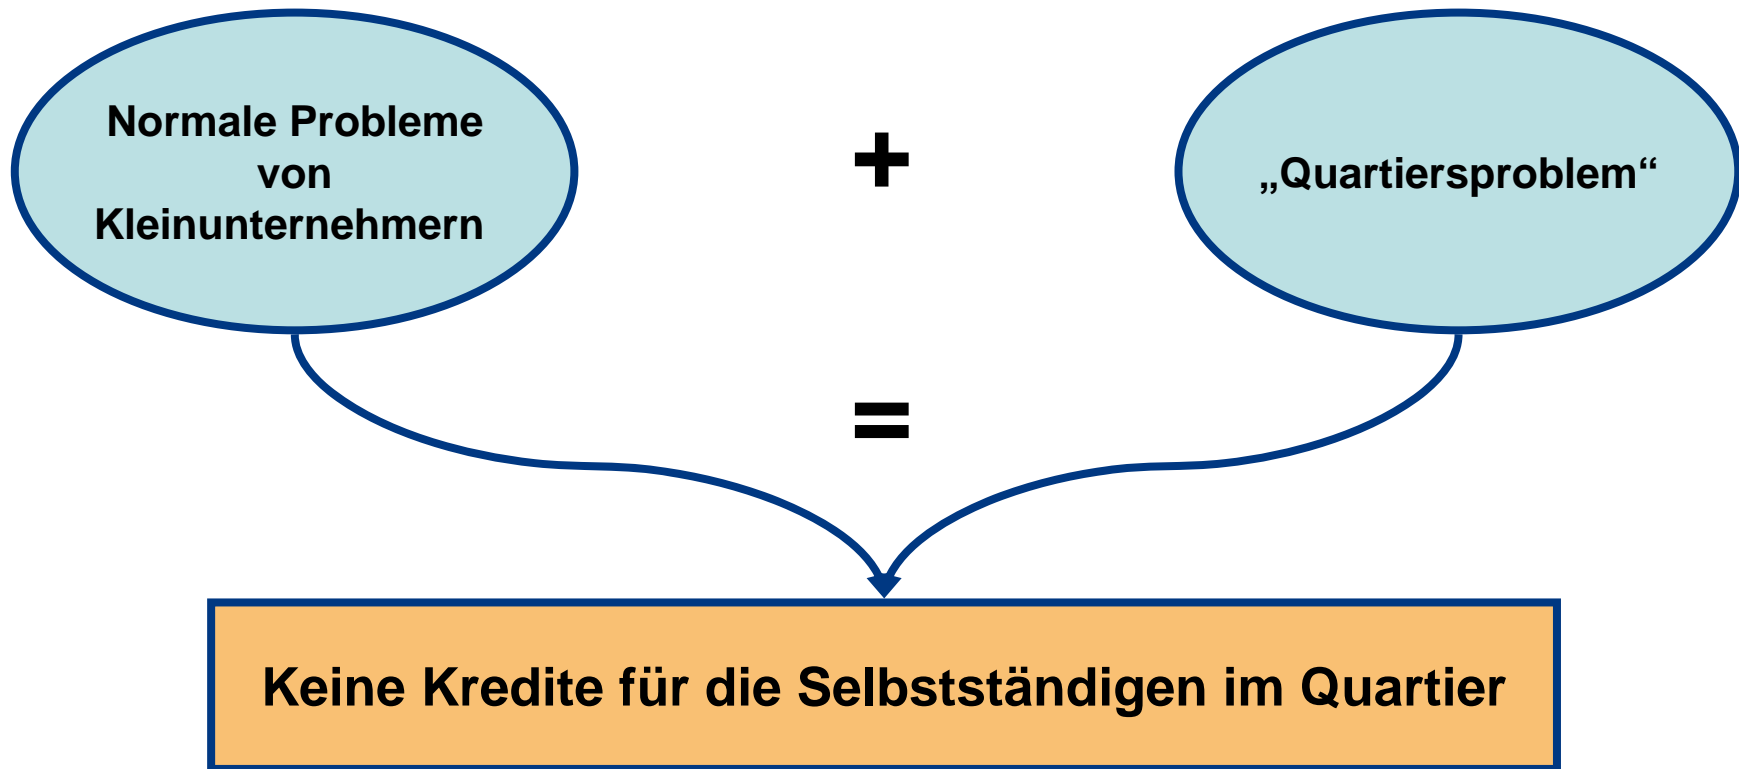 Normale Probleme
von
Kleinunternehmern
+
„Quartiersproblem“
=
Keine Kredite für die Selbstständigen im Quartier